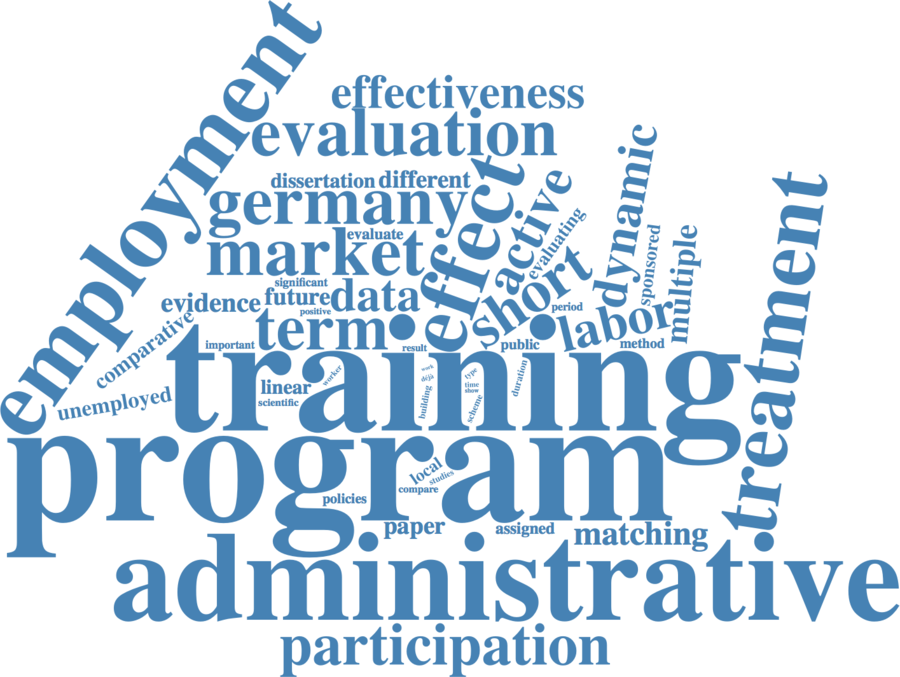 employment
effectiveness
evaluation
dissertation
different
germany
effect
active
dynamic
treatment
evaluate
market
evaluating
sponsored
multiple
significant
evidence
future
data
short
positive
period
labor
comparative
term
important
result
public
method
training
unemployed
linear
worker
scientific
work
déjà
building
type
time
show
scheme
duration
program
local
studies
compare
policies
paper
assigned
matching
administrative
participation